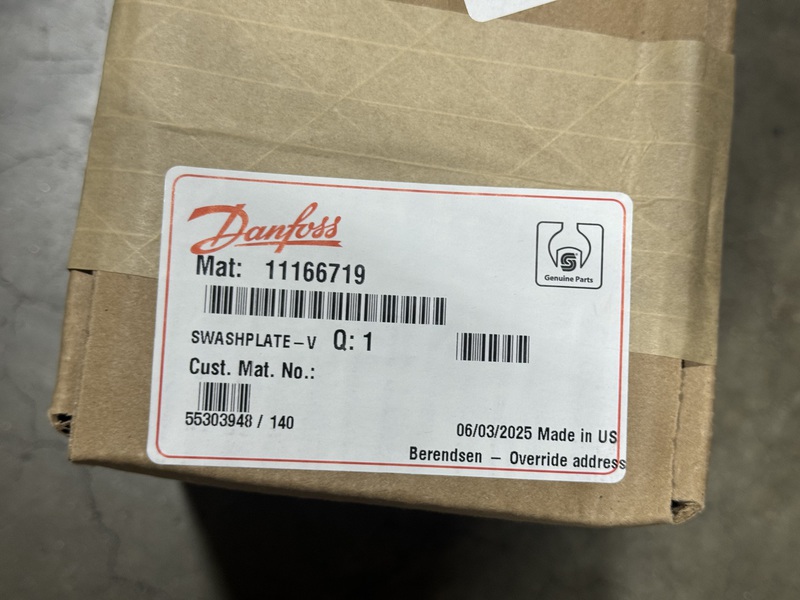 Danfoss
Mat: 11166719
Genuine Parts
SWASHPLATE-V Q: 1
Cust. Mat. No.:
55303948 / 140
06/03/2025 Made in US
Berendsen - Override address